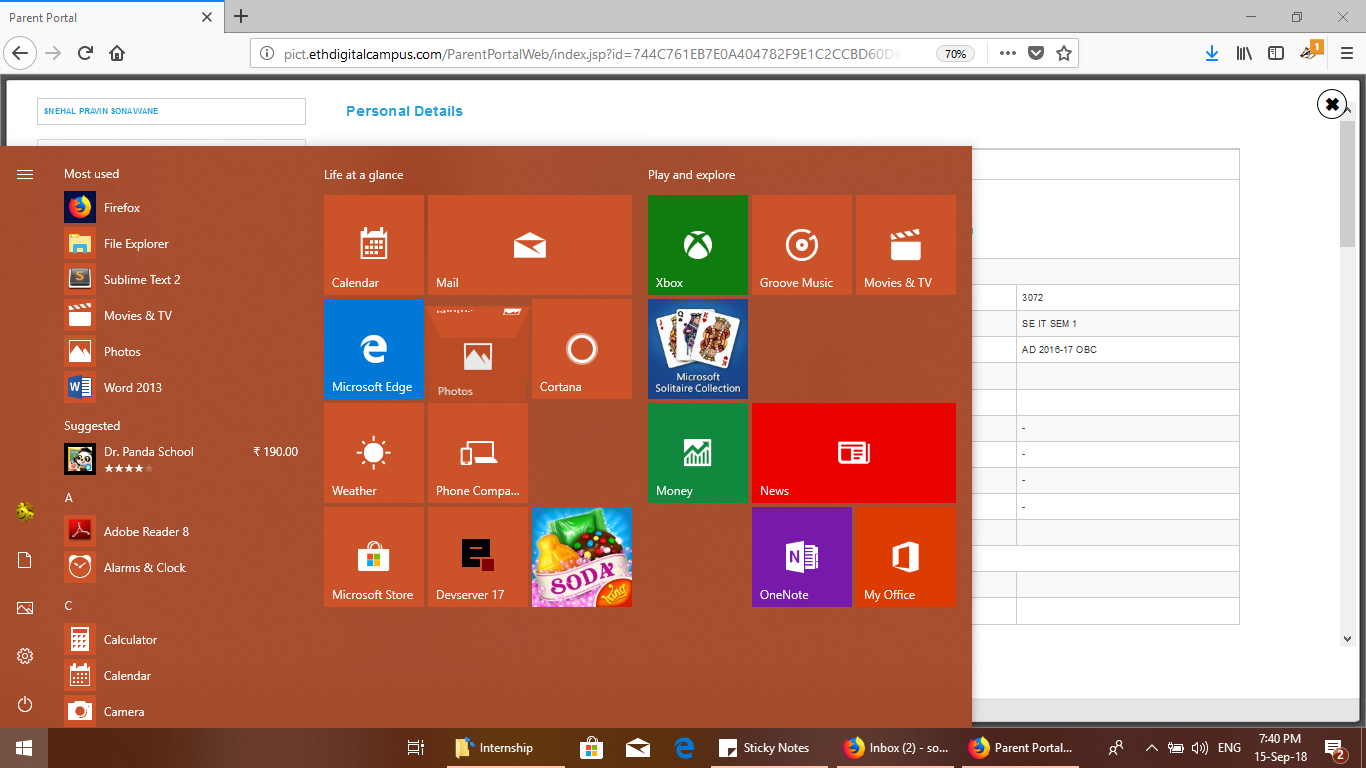 Parent Portal
pict.ethdigitalcampus.com/ParentPortalWeb/index.jsp?id=744C761EB7E0A404782F9E1C2CCBD60D
70%
1
SNEHAL PRAVIN SONAWANE
Personal Details
Most used
Firefox
File Explorer
Sublime Text 2
Movies & TV
Photos
Word 2013
Suggested
Dr. Panda School
₹ 190.00
A
Adobe Reader 8
Alarms & Clock
C
Calculator
Calendar
Camera
Life at a glance
Calendar
Mail
Microsoft Edge
Photos
Cortana
Weather
Phone Compa...
Microsoft Store
Devserver 17
SODA
King
Play and explore
Xbox
Groove Music
Movies & TV
Microsoft
Solitaire Collection
Money
News
OneNote
My Office
3072
SE IT SEM 1
AD 2016-17 OBC
-
-
-
-
Internship
Sticky Notes
Inbox (2) - so...
Parent Portal...
ENG
7:40 PM
15-Sep-18
2